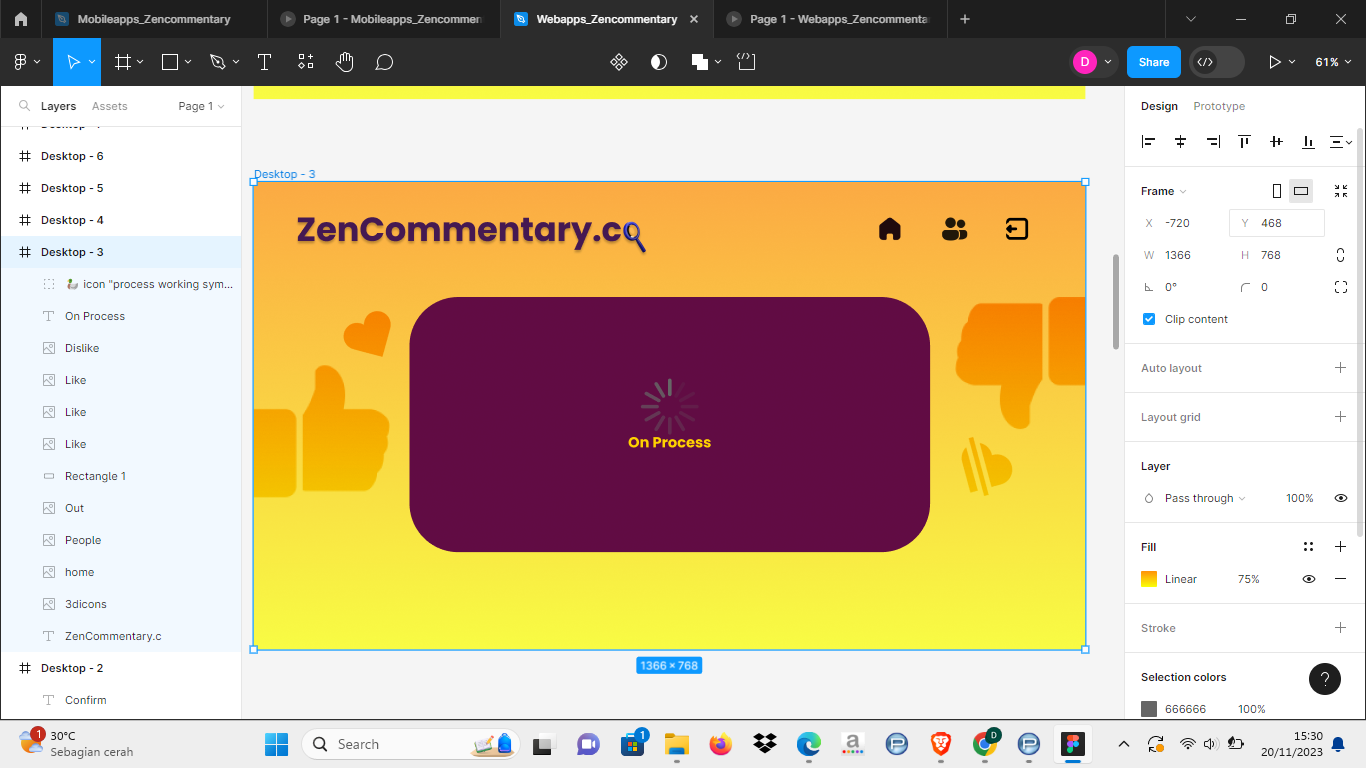 Mobileapps_Zencommentary
Page 1 - Mobileapps_Zencommen
Webapps_Zencommentary
Page 1 - Webapps_Zencommenta
D
Share
61%
Layers
Assets
Page 1
Design
Prototype
Desktop - 6
Desktop - 5
Desktop - 4
Desktop - 3
icon "process working sym...
On Process
Dislike
Like
Like
Like
Rectangle 1
Out
People
home
3dicons
ZenCommentary.c
Desktop - 2
Confirm
Desktop - 3
ZenCommentary.c
On Process
1366 × 768
Frame
X -720
Y 468
W 1366
H 768
0°
0
Clip content
Auto layout
Layout grid
Layer
Pass through
100%
Fill
Linear
75%
Stroke
Selection colors
?
666666
100%
1
30°C
Sebagian cerah
Search
1
D
15:30
20/11/2023